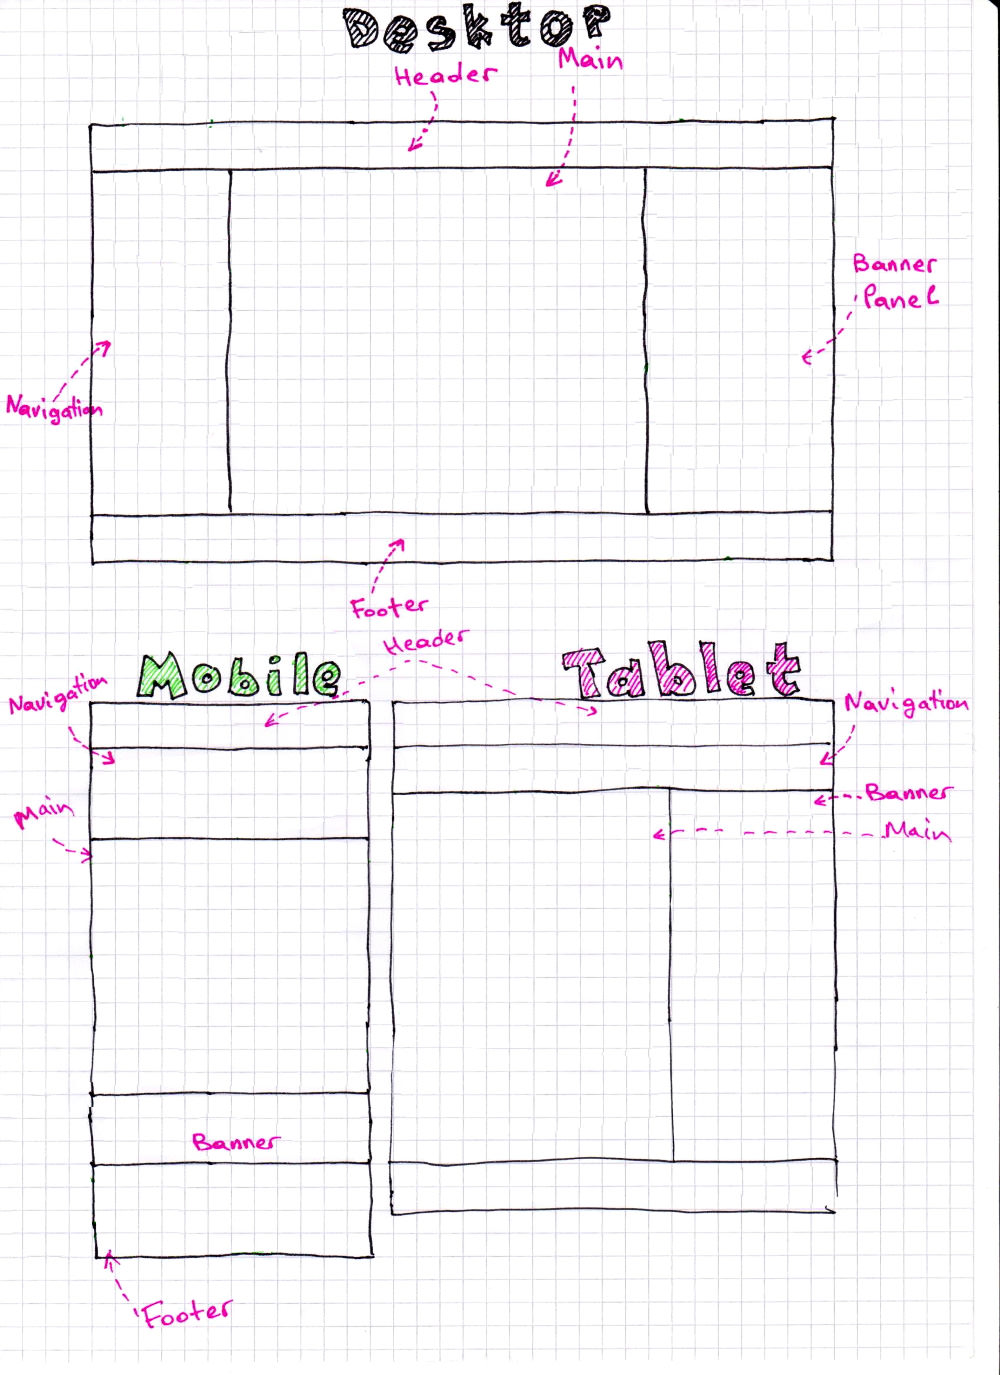 Desktop
Header
Main
Banner
Panel
Navigation
Footer
Header
Mobile
Tablet
Navigation
Navigation
Main
Banner
Main
Banner
Footer